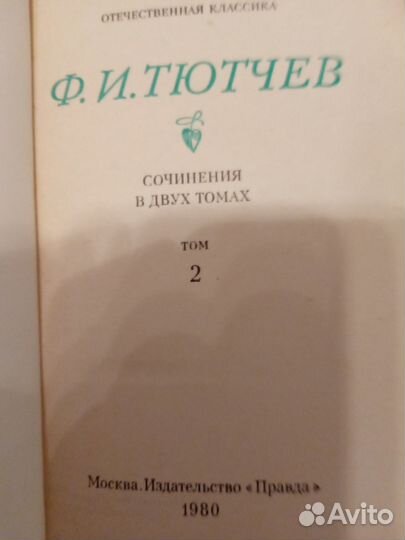 ОТЕЧЕСТВЕННАЯ КЛАССИКА
Ф. И. ТЮТЧЕВ
СОЧИНЕНИЯ
В ДВУХ ТОМАХ
ТОМ
2
Москва. Издательство «Правда»
1980
Avito